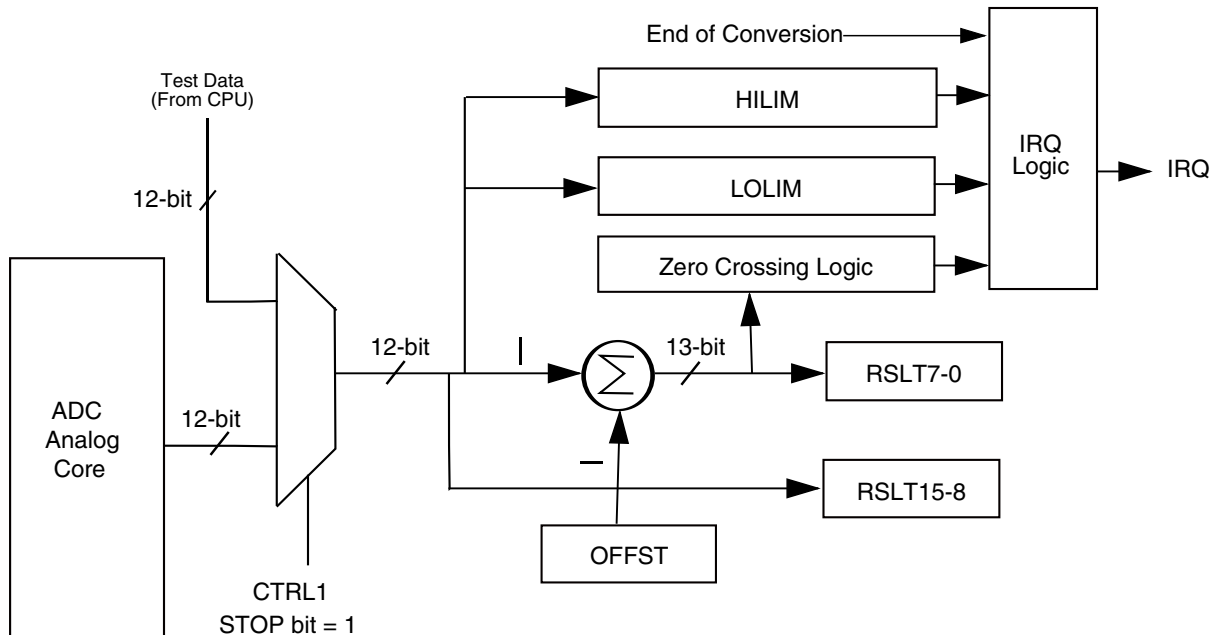 End of Conversion
Test Data
(From CPU)
HILIM
IRQ
Logic
IRQ
12-bit
LOLIM
Zero Crossing Logic
12-bit
13-bit
RSLT7-0
ADC
Analog
Core
12-bit
RSLT15-8
OFFST
CTRL1
STOP bit = 1
∑